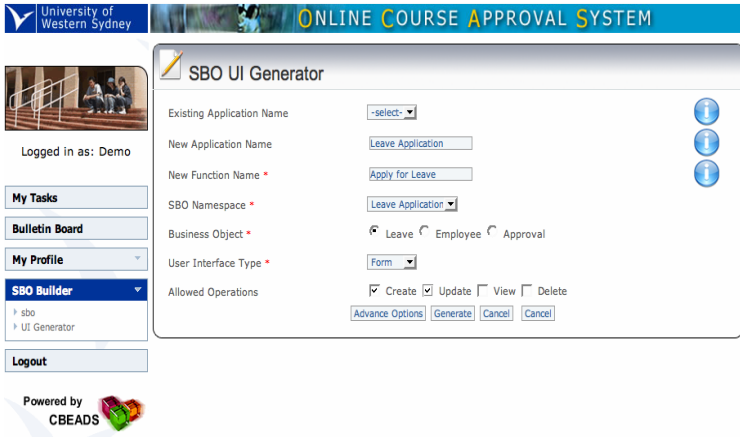 University of
Western Sydney
ONLINE COURSE APPROVAL SYSTEM
SBO UI Generator
Existing Application Name -select-
New Application Name Leave Application
Logged in as: Demo
New Function Name * Apply for Leave
My Tasks
SBO Namespace * Leave Application
Bulletin Board
Business Object * Leave Employee Approval
My Profile
User Interface Type * Form
SBO Builder
Allowed Operations Create Update View Delete
sbo
Advance Options Generate Cancel Cancel
UI Generator
Logout
Powered by
CBEADS